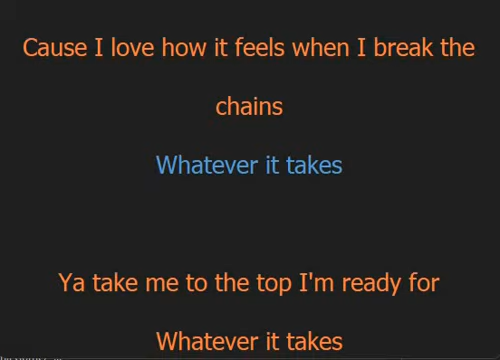 Cause I love how it feels when I break the
chains
Whatever it takes
Ya take me to the top I'm ready for
Whatever it takes